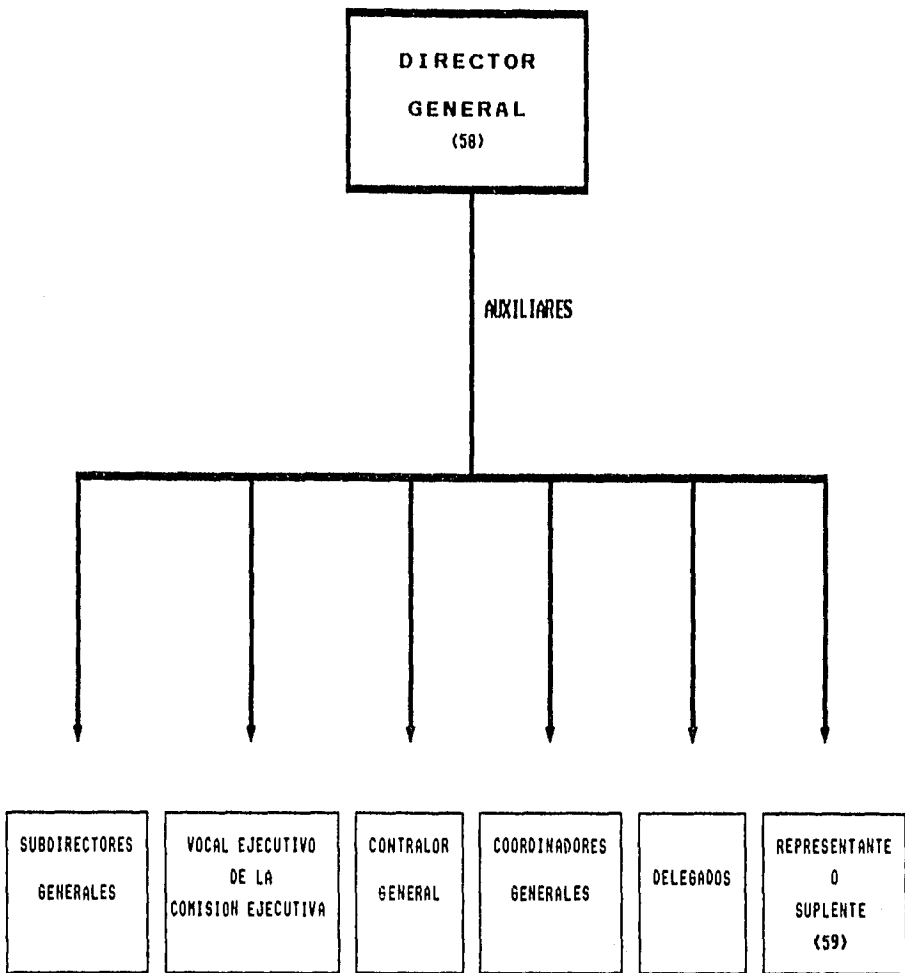 DIRECTOR
GENERAL
(58)
AUXILIARES
SUBDIRECTORES
GENERALES
VOCAL EJECUTIVO
DE LA
COMISION EJECUTIVA
CONTRALOR
GENERAL
COORDINADORES
GENERALES
DELEGADOS
REPRESENTANTE
O
SUPLENTE
(59)